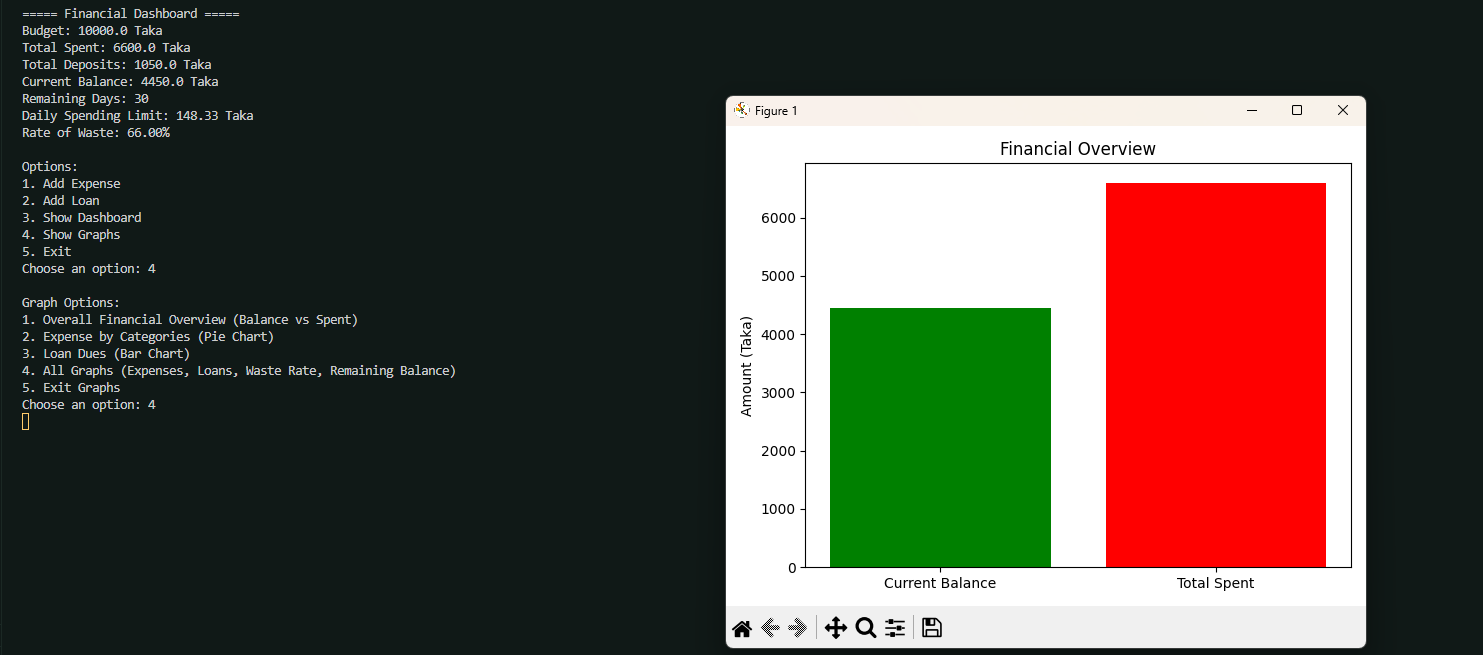 ===== Financial Dashboard =====
Budget: 10000.0 Taka
Total Spent: 6600.0 Taka
Total Deposits: 1050.0 Taka
Current Balance: 4450.0 Taka
Remaining Days: 30
Daily Spending Limit: 148.33 Taka
Rate of Waste: 66.00%
Options:
1. Add Expense
2. Add Loan
3. Show Dashboard
4. Show Graphs
5. Exit
Choose an option: 4
Graph Options:
1. Overall Financial Overview (Balance vs Spent)
2. Expense by Categories (Pie Chart)
3. Loan Dues (Bar Chart)
4. All Graphs (Expenses, Loans, Waste Rate, Remaining Balance)
5. Exit Graphs
Choose an option: 4
Figure 1
Financial Overview
Amount (Taka)
6000
5000
4000
3000
2000
1000
0
Current Balance
Total Spent